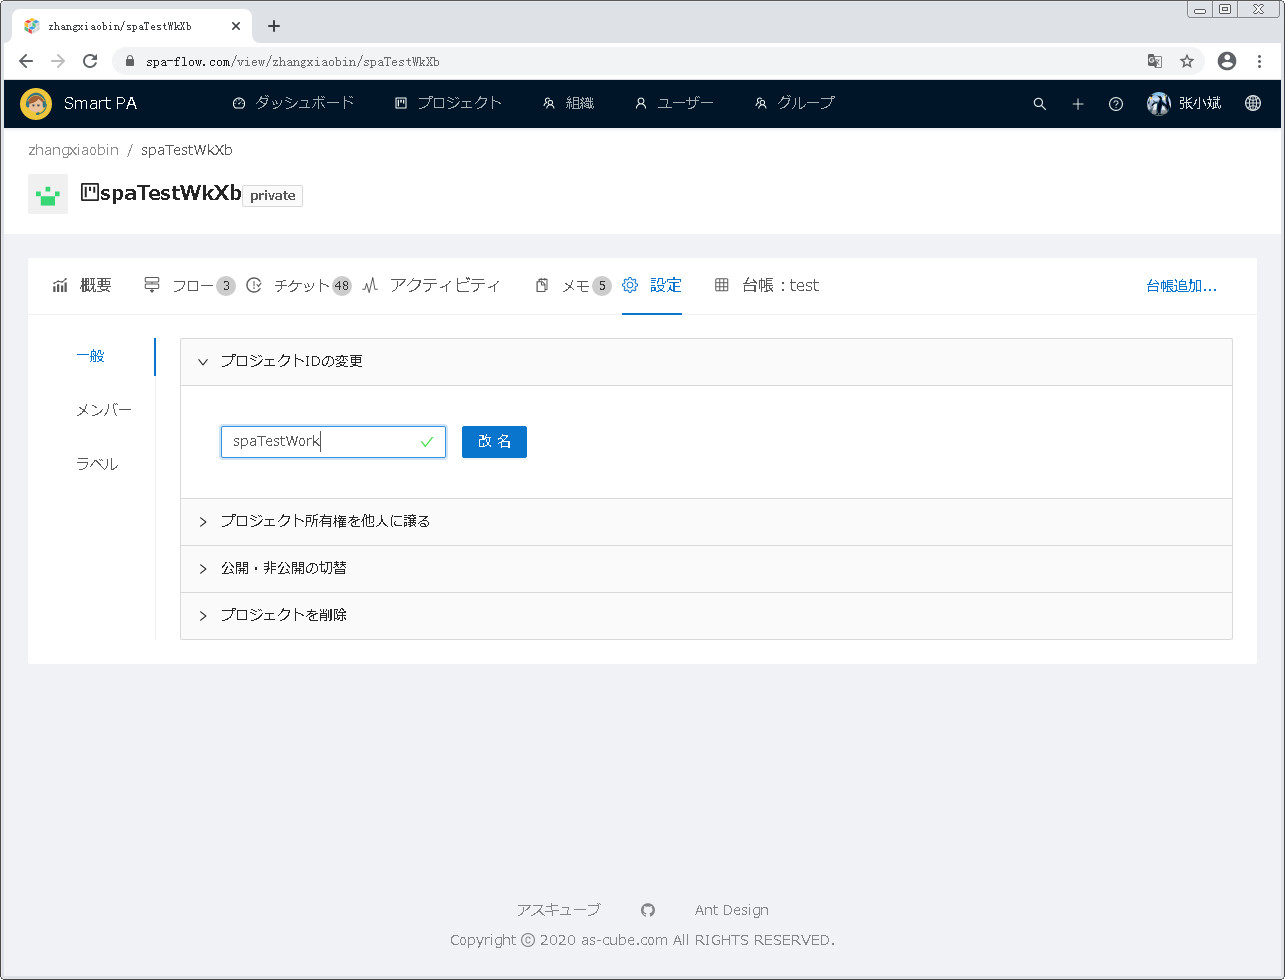 zhangxiaobin/spaTestWkXb
spa-flow.com/view/zhangxiaobin/spaTestWkXb
Smart PA ダッシュボード プロジェクト 組織 ユーザー グループ 张小斌
zhangxiaobin / spaTestWkXb
spaTestWkXb private
概要 フロー 3 チケット 48 アクティビティ メモ 5 設定 台帳：test 台帳追加...
一般
メンバー
ラベル
プロジェクトIDの変更
spaTestWork 改 名
プロジェクト所有権を他人に譲る
公開・非公開の切替
プロジェクトを削除
アスキューブ Ant Design
Copyright © 2020 as-cube.com All RIGHTS RESERVED.